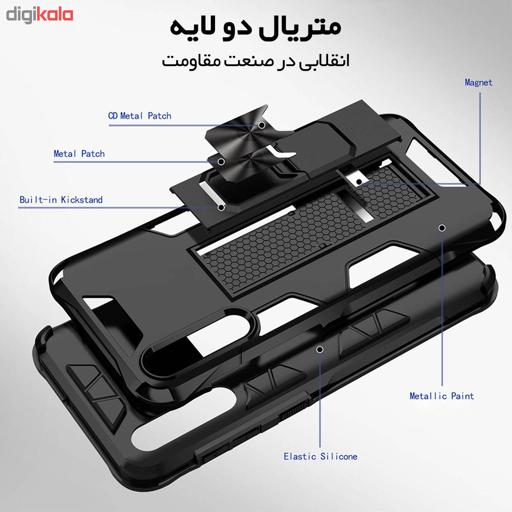 digikala
متریال دو لایه
انقلابی در صنعت مقاومت
Magnet
CD Metal Patch
Metal Patch
Built-in Kickstand
Metallic Paint
Elastic Silicone